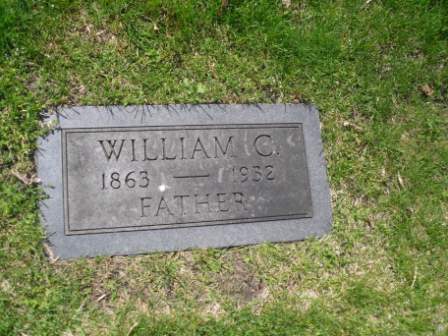 WILLIAM C.
1863 — 1932
FATHER